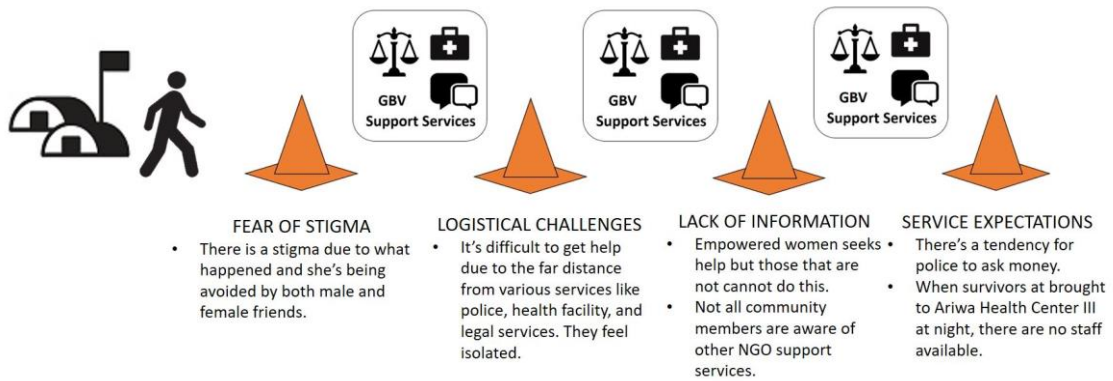 GBV
Support Services
GBV
Support Services
GBV
Support Services
FEAR OF STIGMA
• There is a stigma due to what
happened and she's being
avoided by both male and
female friends.
LOGISTICAL CHALLENGES
• It's difficult to get help
due to the far distance
from various services like
police, health facility, and
legal services. They feel
isolated.
LACK OF INFORMATION
• Empowered women seeks
help but those that are
not cannot do this.
• Not all community
members are aware of
other NGO support
services.
SERVICE EXPECTATIONS
• There's a tendency for
police to ask money.
• When survivors at brought
to Ariwa Health Center III
at night, there are no staff
available.